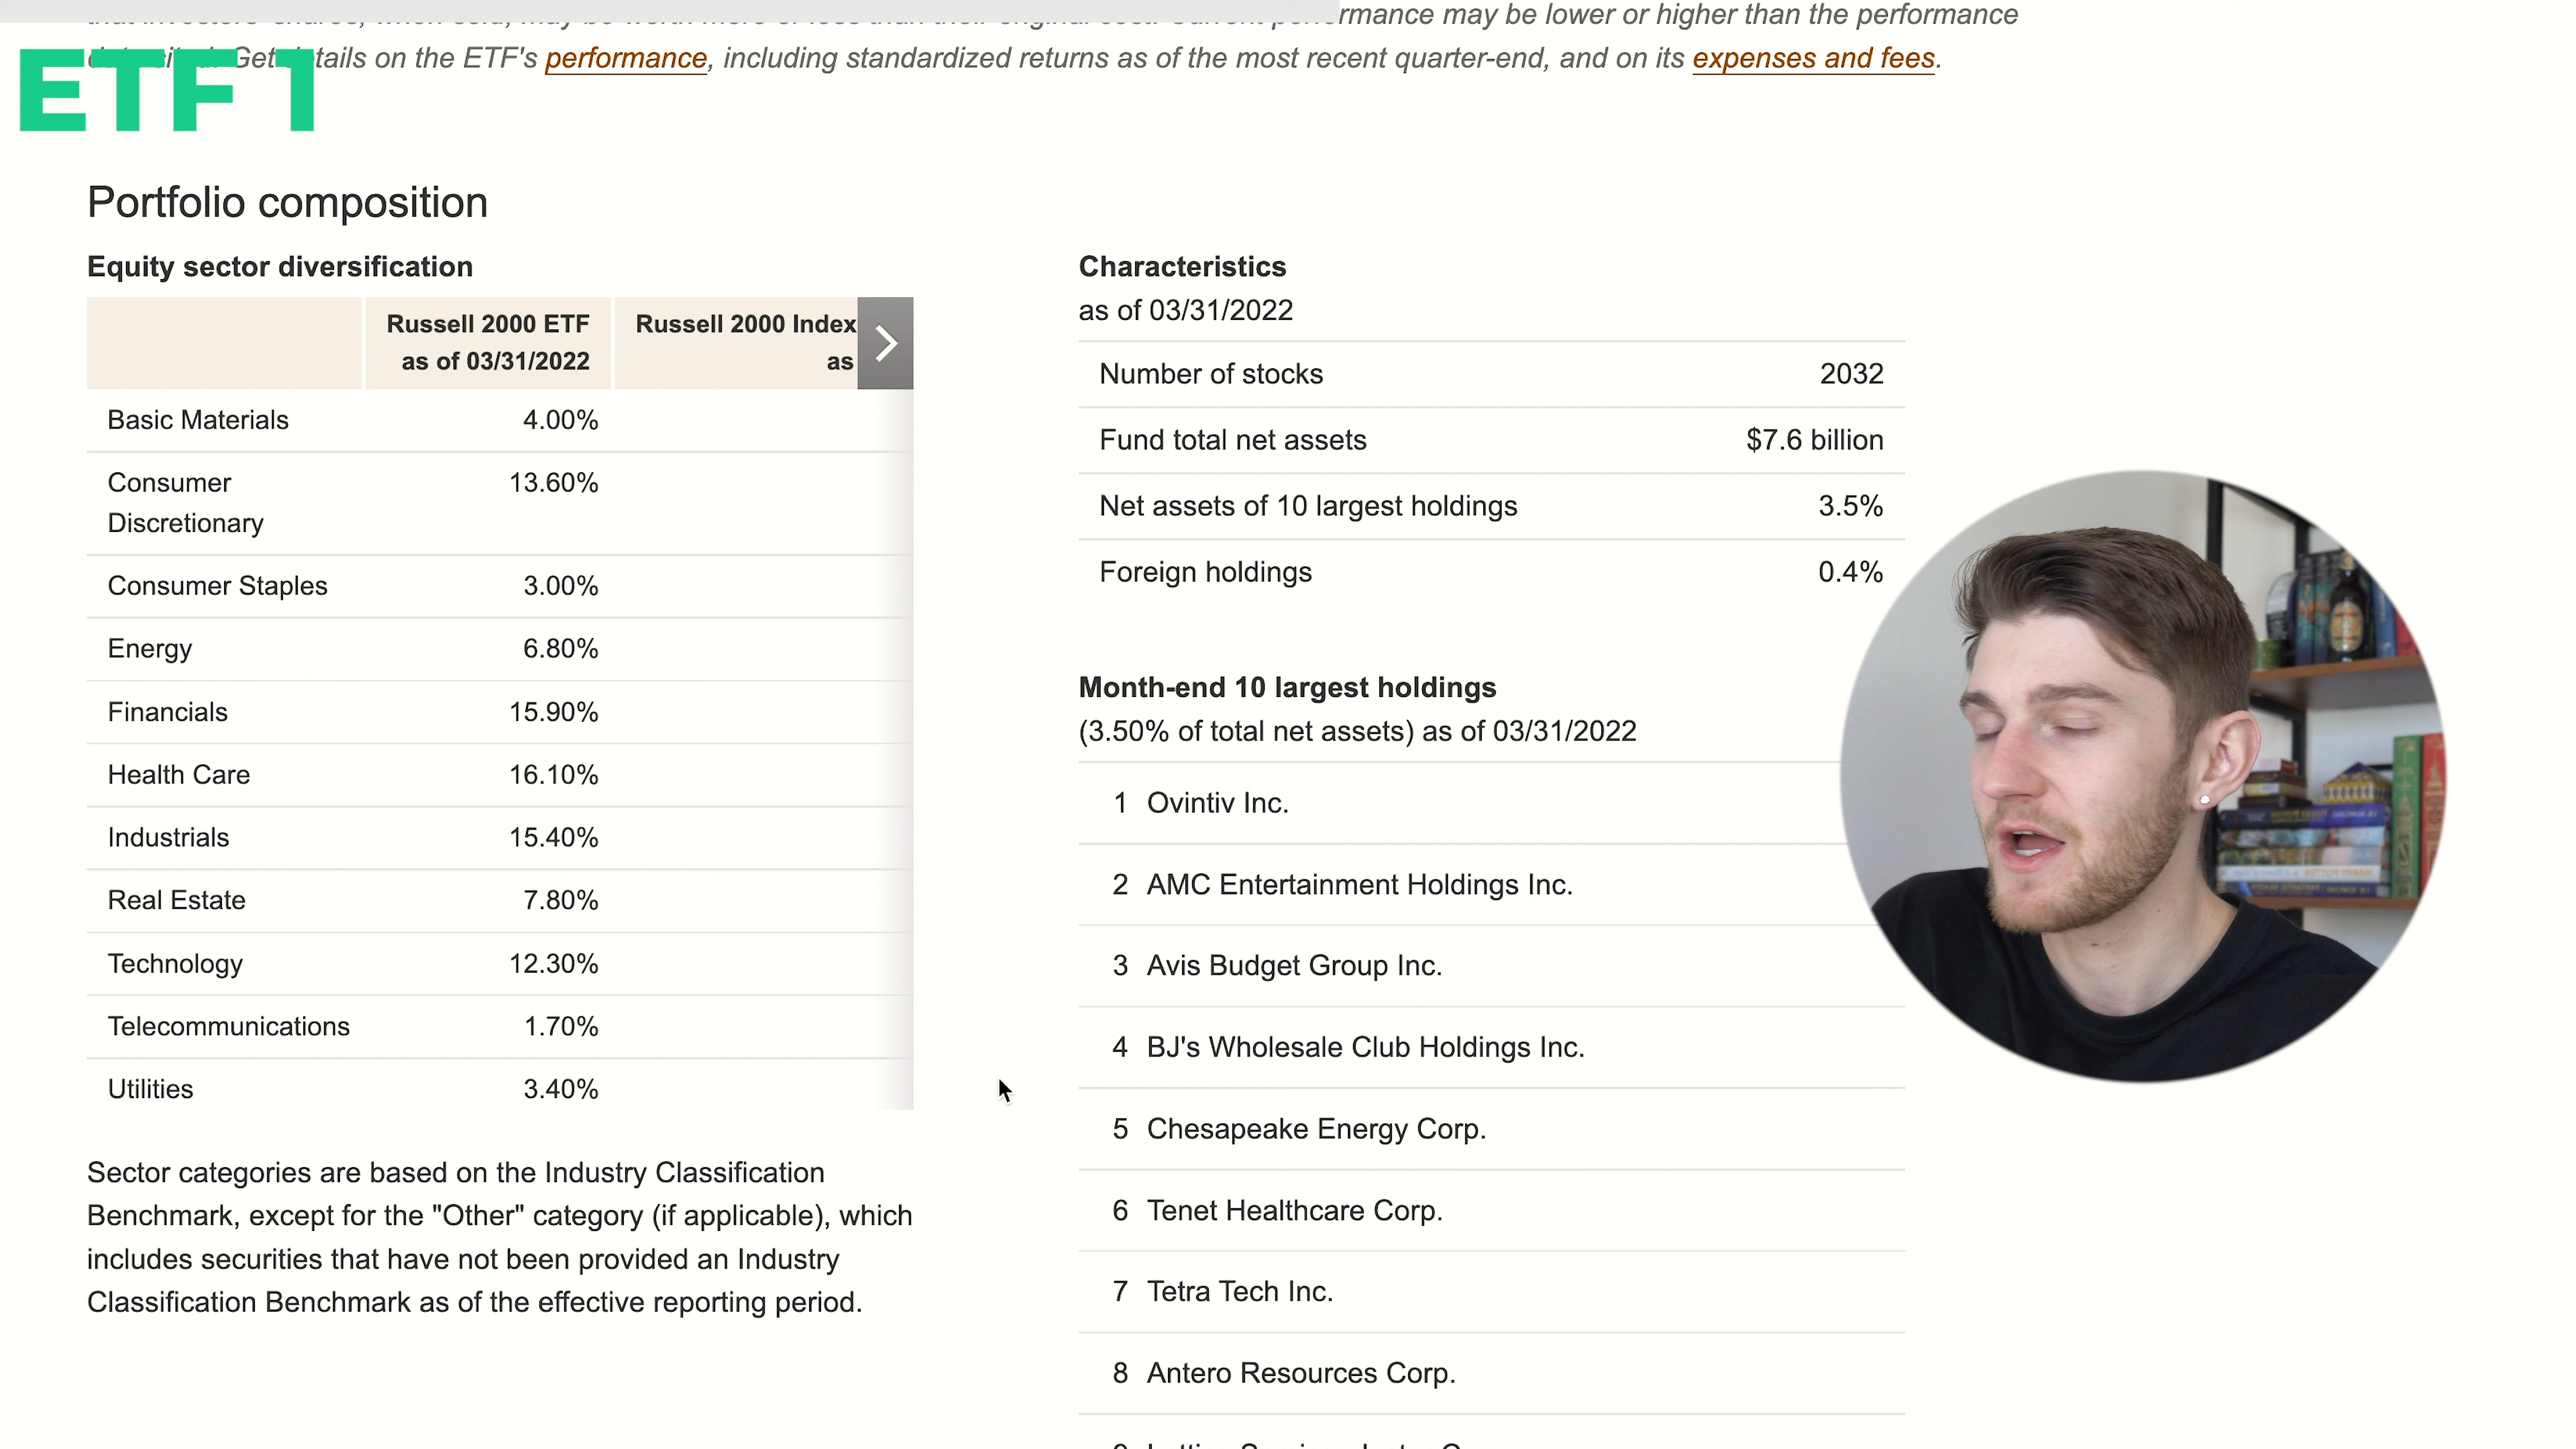 rmance may be lower or higher than the performance
Get details on the ETF's performance, including standardized returns as of the most recent quarter-end, and on its expenses and fees.
ETF 1
Portfolio composition
Equity sector diversification
Russell 2000 ETF
as of 03/31/2022
Russell 2000 Index
as
Basic Materials 4.00%
Consumer Discretionary 13.60%
Consumer Staples 3.00%
Energy 6.80%
Financials 15.90%
Health Care 16.10%
Industrials 15.40%
Real Estate 7.80%
Technology 12.30%
Telecommunications 1.70%
Utilities 3.40%
Sector categories are based on the Industry Classification
Benchmark, except for the "Other" category (if applicable), which
includes securities that have not been provided an Industry
Classification Benchmark as of the effective reporting period.
Characteristics
as of 03/31/2022
Number of stocks 2032
Fund total net assets $7.6 billion
Net assets of 10 largest holdings 3.5%
Foreign holdings 0.4%
Month-end 10 largest holdings
(3.50% of total net assets) as of 03/31/2022
1 Ovintiv Inc.
2 AMC Entertainment Holdings Inc.
3 Avis Budget Group Inc.
4 BJ's Wholesale Club Holdings Inc.
5 Chesapeake Energy Corp.
6 Tenet Healthcare Corp.
7 Tetra Tech Inc.
8 Antero Resources Corp.